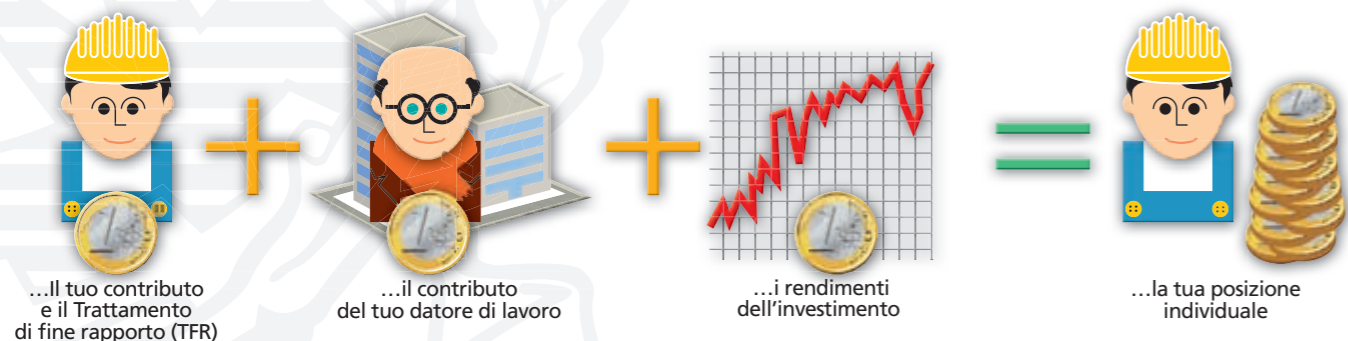 …Il tuo contributo
e il Trattamento
di fine rapporto (TFR)
…il contributo
del tuo datore di lavoro
…i rendimenti
dell’investimento
…la tua posizione
individuale